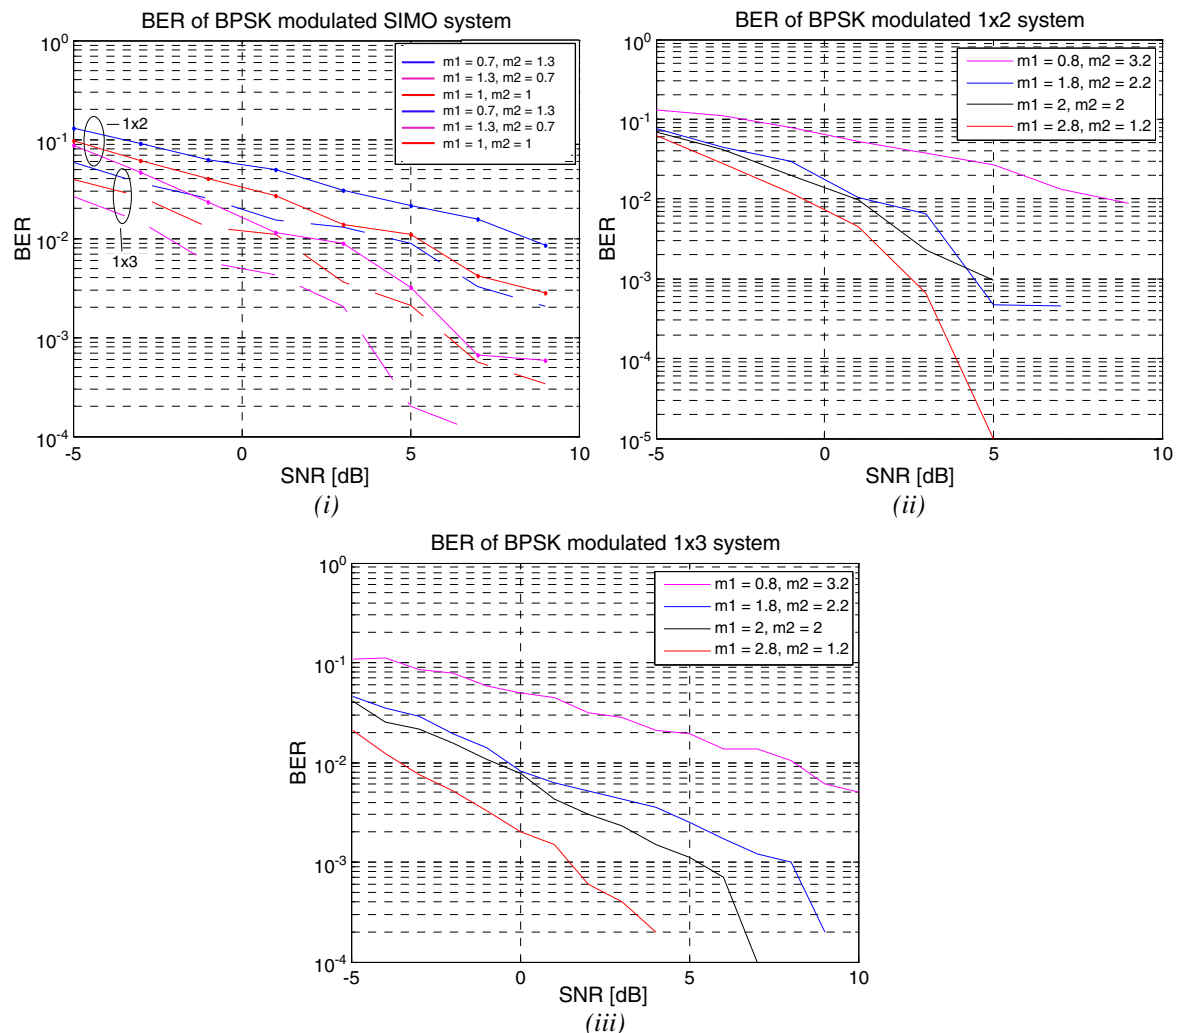 BER of BPSK modulated SIMO system
10^0
10^-1
10^-2
10^-3
10^-4
BER
1x2
1x3
m1 = 0.7, m2 = 1.3
m1 = 1.3, m2 = 0.7
m1 = 1, m2 = 1
m1 = 0.7, m2 = 1.3
m1 = 1.3, m2 = 0.7
m1 = 1, m2 = 1
-5 0 5 10
SNR [dB]
(i)
BER of BPSK modulated 1x2 system
10^0
10^-1
10^-2
10^-3
10^-4
10^-5
BER
m1 = 0.8, m2 = 3.2
m1 = 1.8, m2 = 2.2
m1 = 2, m2 = 2
m1 = 2.8, m2 = 1.2
-5 0 5 10
SNR [dB]
(ii)
BER of BPSK modulated 1x3 system
10^0
10^-1
10^-2
10^-3
10^-4
BER
m1 = 0.8, m2 = 3.2
m1 = 1.8, m2 = 2.2
m1 = 2, m2 = 2
m1 = 2.8, m2 = 1.2
-5 0 5 10
SNR [dB]
(iii)